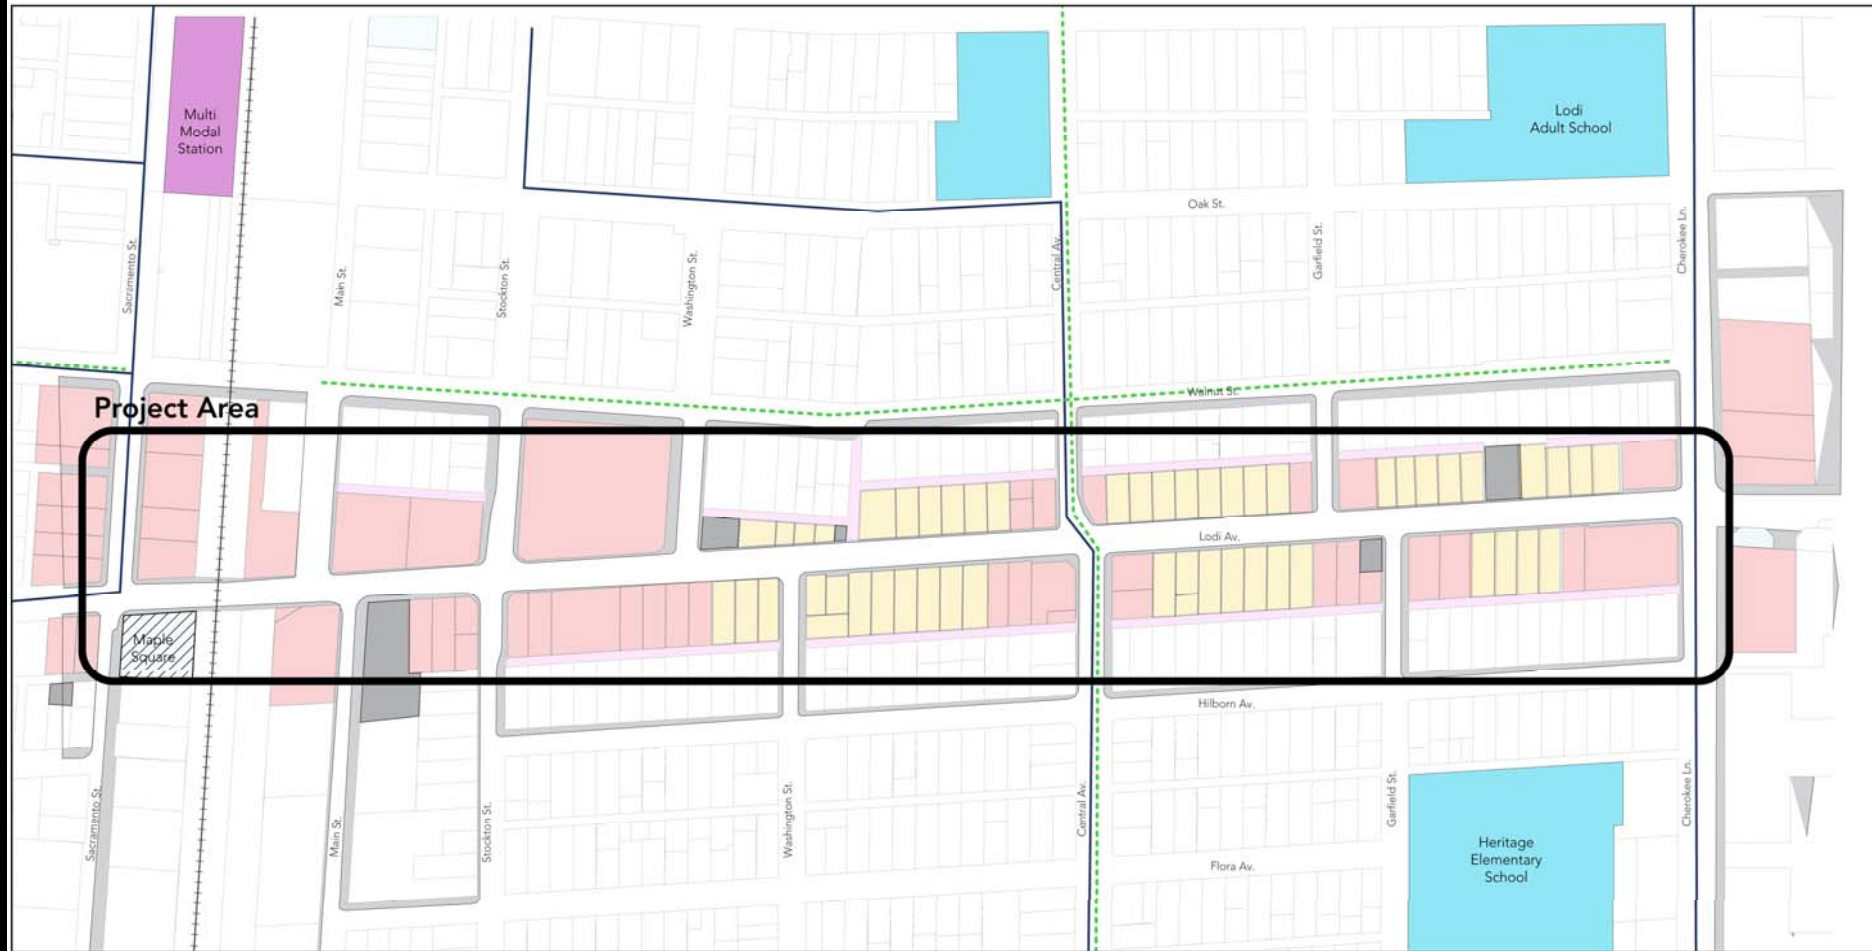 Multi
Modal
Station
Lodi
Adult School
Oak St.
Sacramento St.
Main St.
Stockton St.
Washington St.
Central Av.
Garfield St.
Cherokee Ln.
Walnut St.
Project Area
Lodi Av.
Maple
Square
Hilborn Av.
Sacramento St.
Main St.
Stockton St.
Washington St.
Central Av.
Garfield St.
Cherokee Ln.
Heritage
Elementary
School
Flora Av.